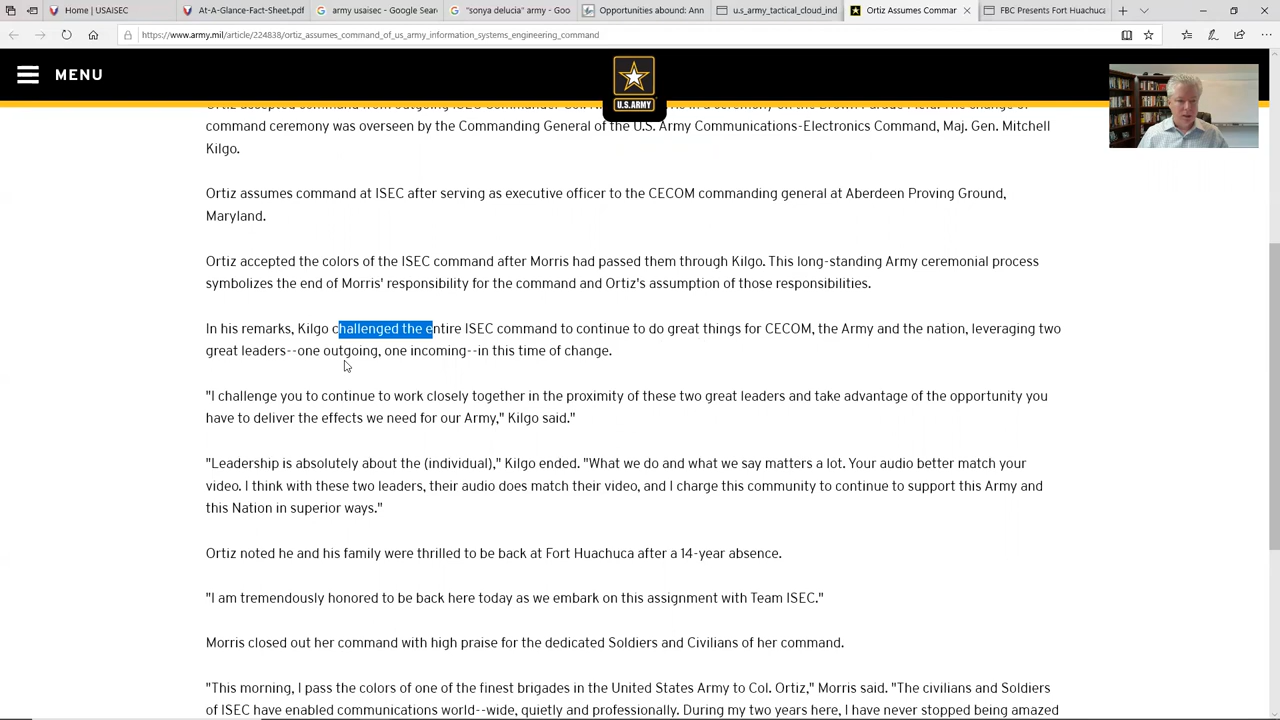 Home | USAISEC
At-A-Glance-Fact-Sheet.pdf
army usaisec - Google Sear
"sonya delucia" army - Goo
Opportunities abound: Ann
u.s_army_tactical_cloud_ind
Ortiz Assumes Commar
FBC Presents Fort Huachuca
https://www.army.mil/article/224838/ortiz_assumes_command_of_us_army_information_systems_engineering_command
MENU
U.S.ARMY
command ceremony was overseen by the Commanding General of the U.S. Army Communications-Electronics Command, Maj. Gen. Mitchell
Kilgo.
Ortiz assumes command at ISEC after serving as executive officer to the CECOM commanding general at Aberdeen Proving Ground,
Maryland.
Ortiz accepted the colors of the ISEC command after Morris had passed them through Kilgo. This long-standing Army ceremonial process
symbolizes the end of Morris' responsibility for the command and Ortiz's assumption of those responsibilities.
In his remarks, Kilgo challenged the entire ISEC command to continue to do great things for CECOM, the Army and the nation, leveraging two
great leaders--one outgoing, one incoming--in this time of change.
"I challenge you to continue to work closely together in the proximity of these two great leaders and take advantage of the opportunity you
have to deliver the effects we need for our Army," Kilgo said."
"Leadership is absolutely about the (individual)," Kilgo ended. "What we do and what we say matters a lot. Your audio better match your
video. I think with these two leaders, their audio does match their video, and I charge this community to continue to support this Army and
this Nation in superior ways."
Ortiz noted he and his family were thrilled to be back at Fort Huachuca after a 14-year absence.
"I am tremendously honored to be back here today as we embark on this assignment with Team ISEC."
Morris closed out her command with high praise for the dedicated Soldiers and Civilians of her command.
"This morning, I pass the colors of one of the finest brigades in the United States Army to Col. Ortiz," Morris said. "The civilians and Soldiers
of ISEC have enabled communications world--wide, quietly and professionally. During my two years here, I have never stopped being amazed